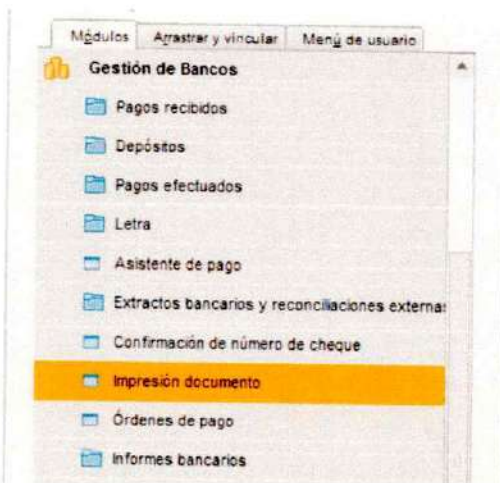 Módulos Arrastrar y vincular Menú de usuario
Gestión de Bancos
Pagos recibidos
Depósitos
Pagos efectuados
Letra
Asistente de pago
Extractos bancarios y reconciliaciones externas
Confirmación de número de cheque
Impresión documento
Órdenes de pago
Informes bancarios